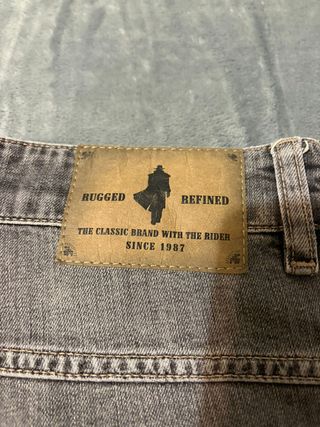 RUGGED REFINED
THE CLASSIC BRAND WITH THE RIDER
SINCE 1987